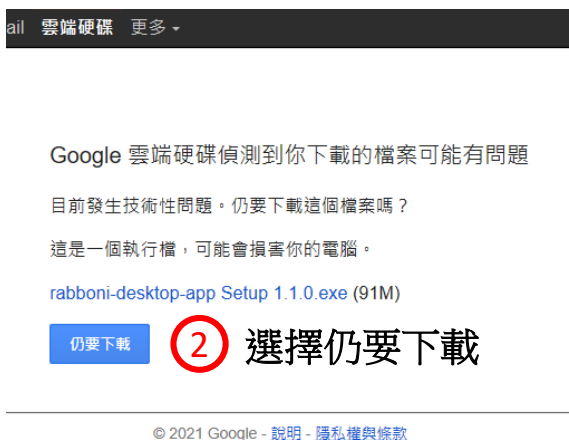 ail 雲端硬碟 更多
Google 雲端硬碟偵測到你下載的檔案可能有問題
目前發生技術性問題。仍要下載這個檔案嗎？
這是一個執行檔，可能會損害你的電腦。
rabboni-desktop-app Setup 1.1.0.exe (91M)
仍要下載 2 選擇仍要下載
© 2021 Google - 說明 - 隱私權與條款